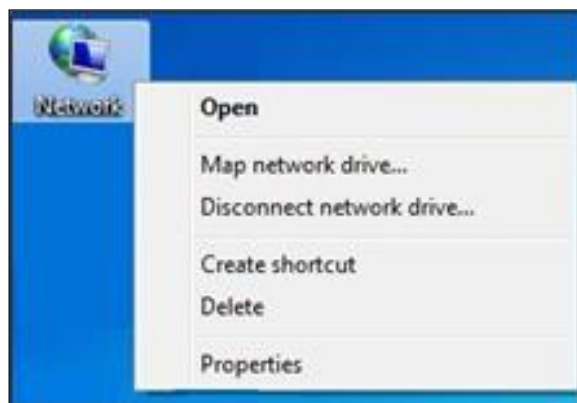 Network
Open
Map network drive...
Disconnect network drive...
Create shortcut
Delete
Properties